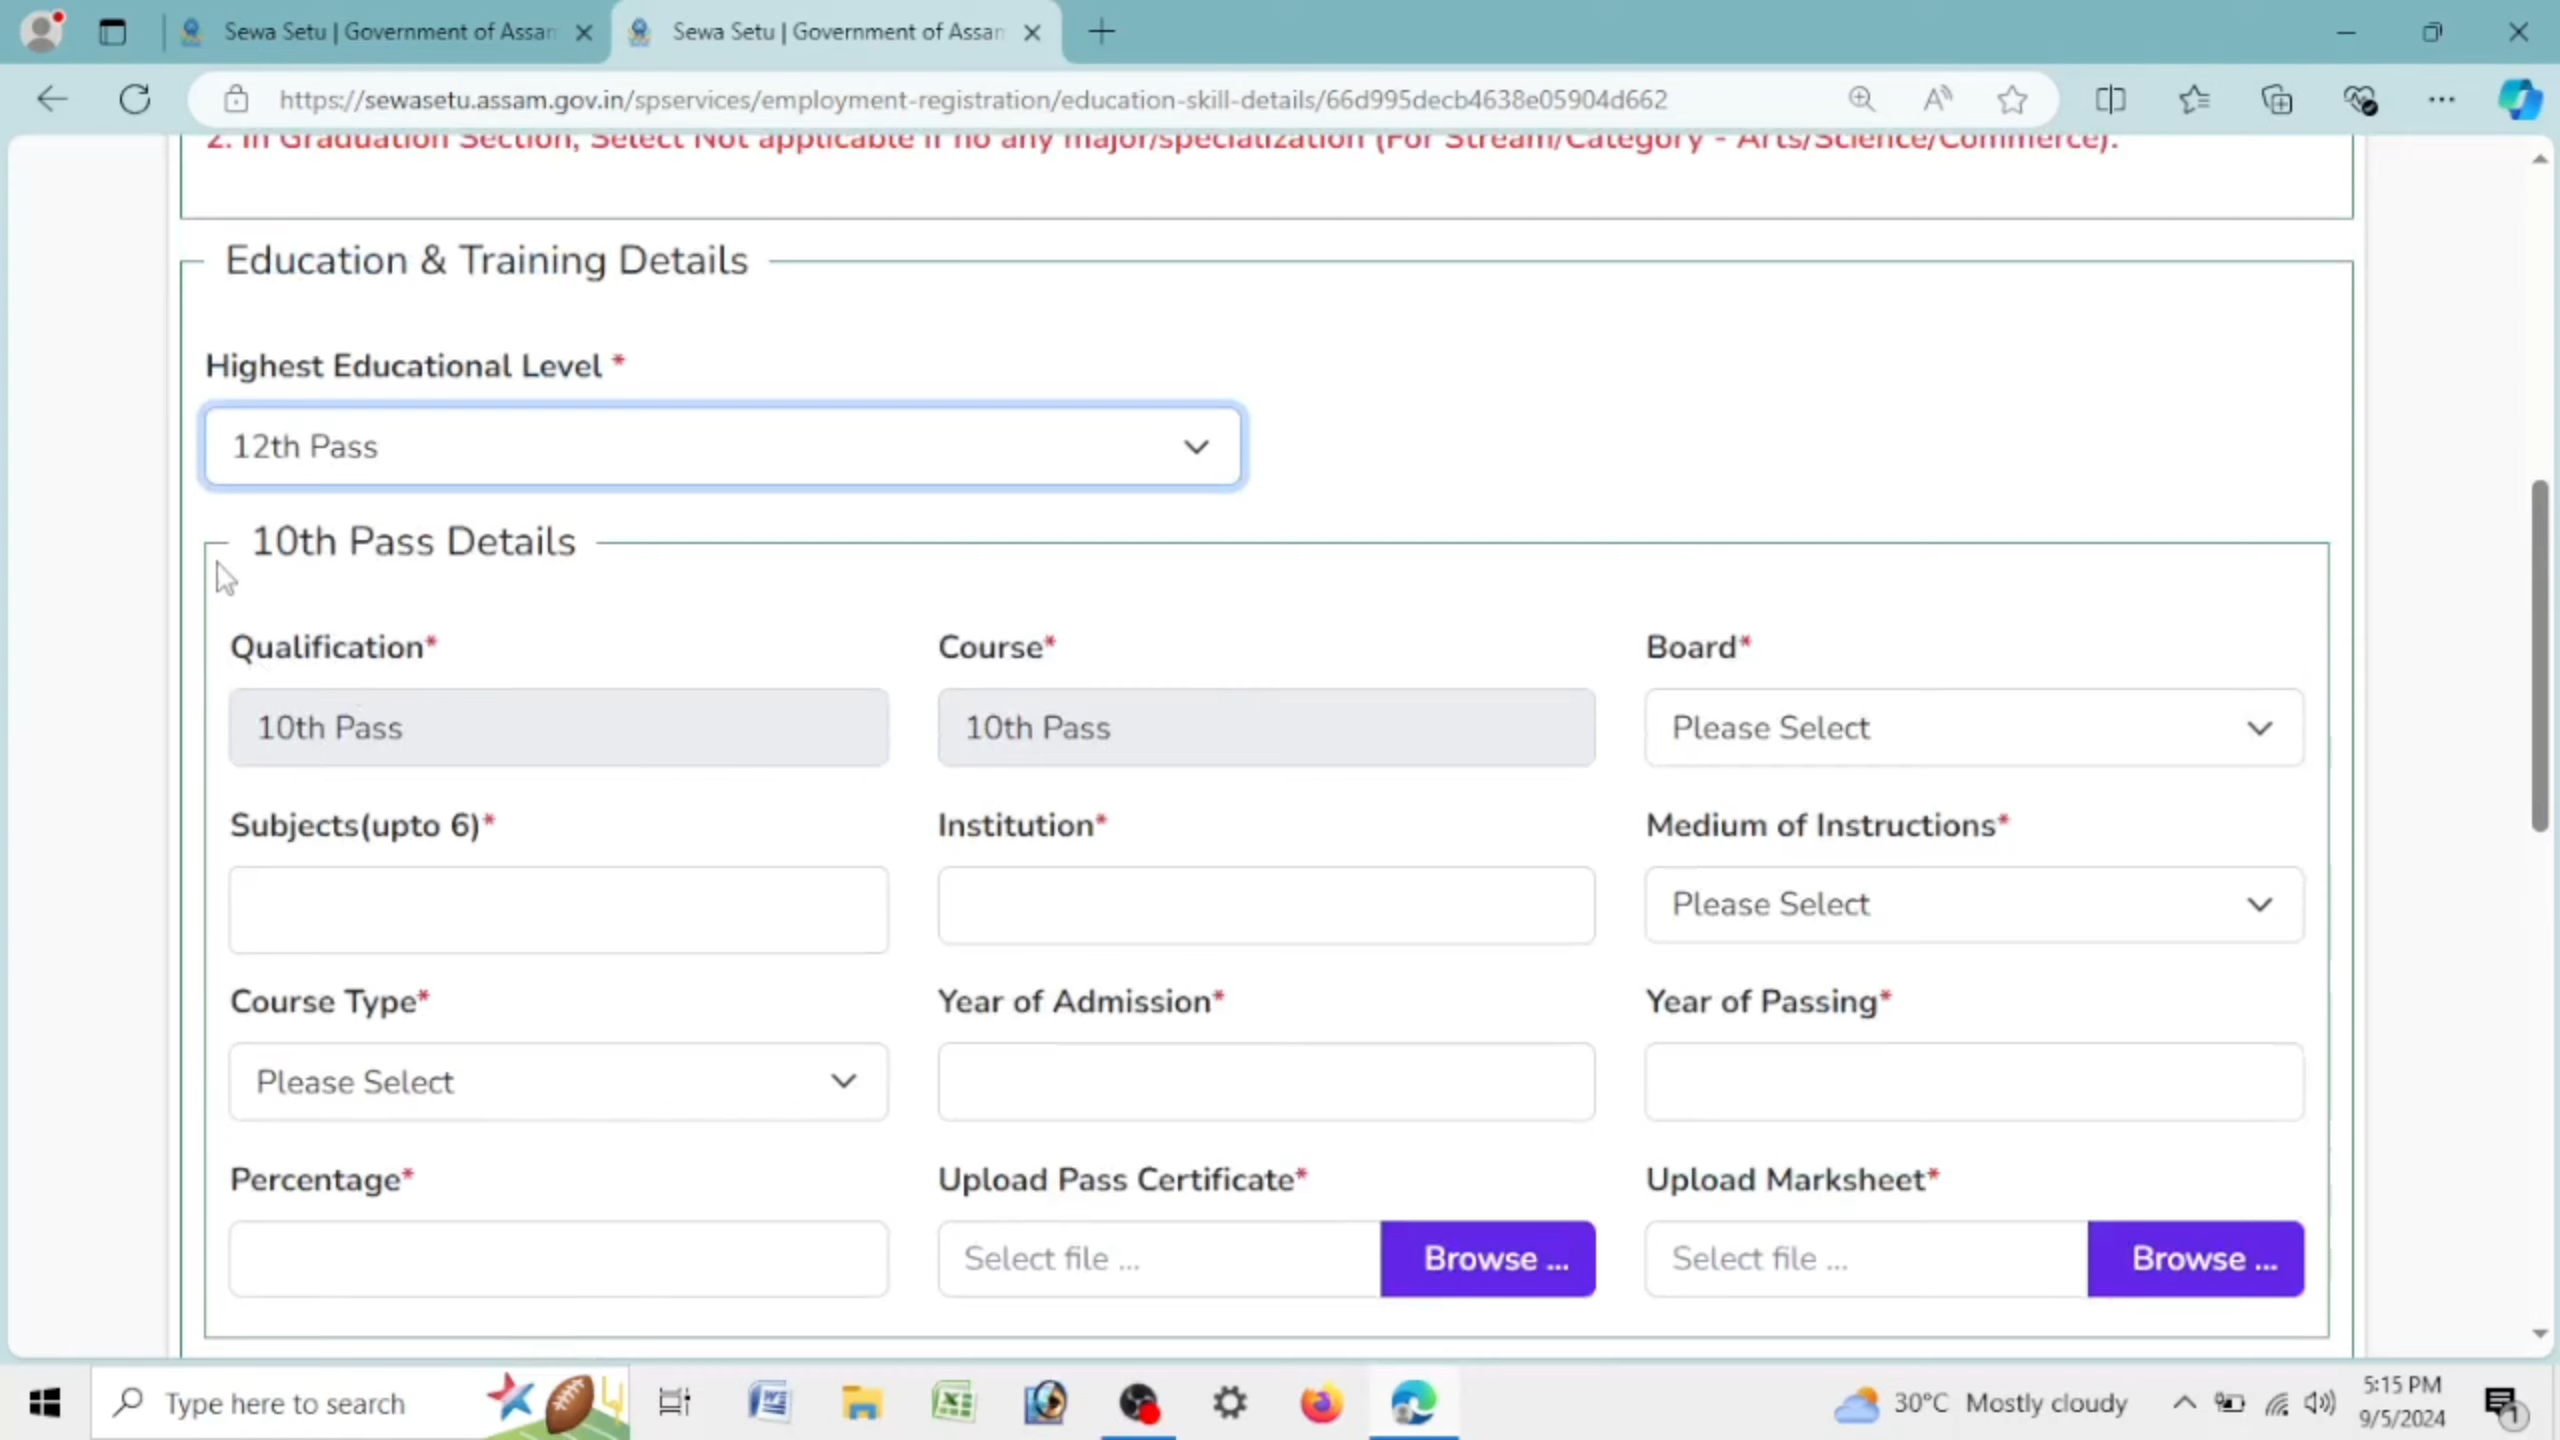 Sewa Setu | Government of Assam
Sewa Setu | Government of Assam
https://sewasetu.assam.gov.in/spservices/employment-registration/education-skill-details/66d995decb4638e05904d662
2. In Graduation Section, Select Not applicable if no any major/specialization (For Stream/Category - Arts/Science/Commerce).
Education & Training Details
Highest Educational Level *
12th Pass
10th Pass Details
Qualification* Course* Board*
10th Pass 10th Pass Please Select
Subjects(upto 6)* Institution* Medium of Instructions*
Please Select
Course Type* Year of Admission* Year of Passing*
Please Select
Percentage* Upload Pass Certificate* Upload Marksheet*
Select file ... Browse ... Select file ... Browse ...
Type here to search
30°C Mostly cloudy
5:15 PM
9/5/2024
1